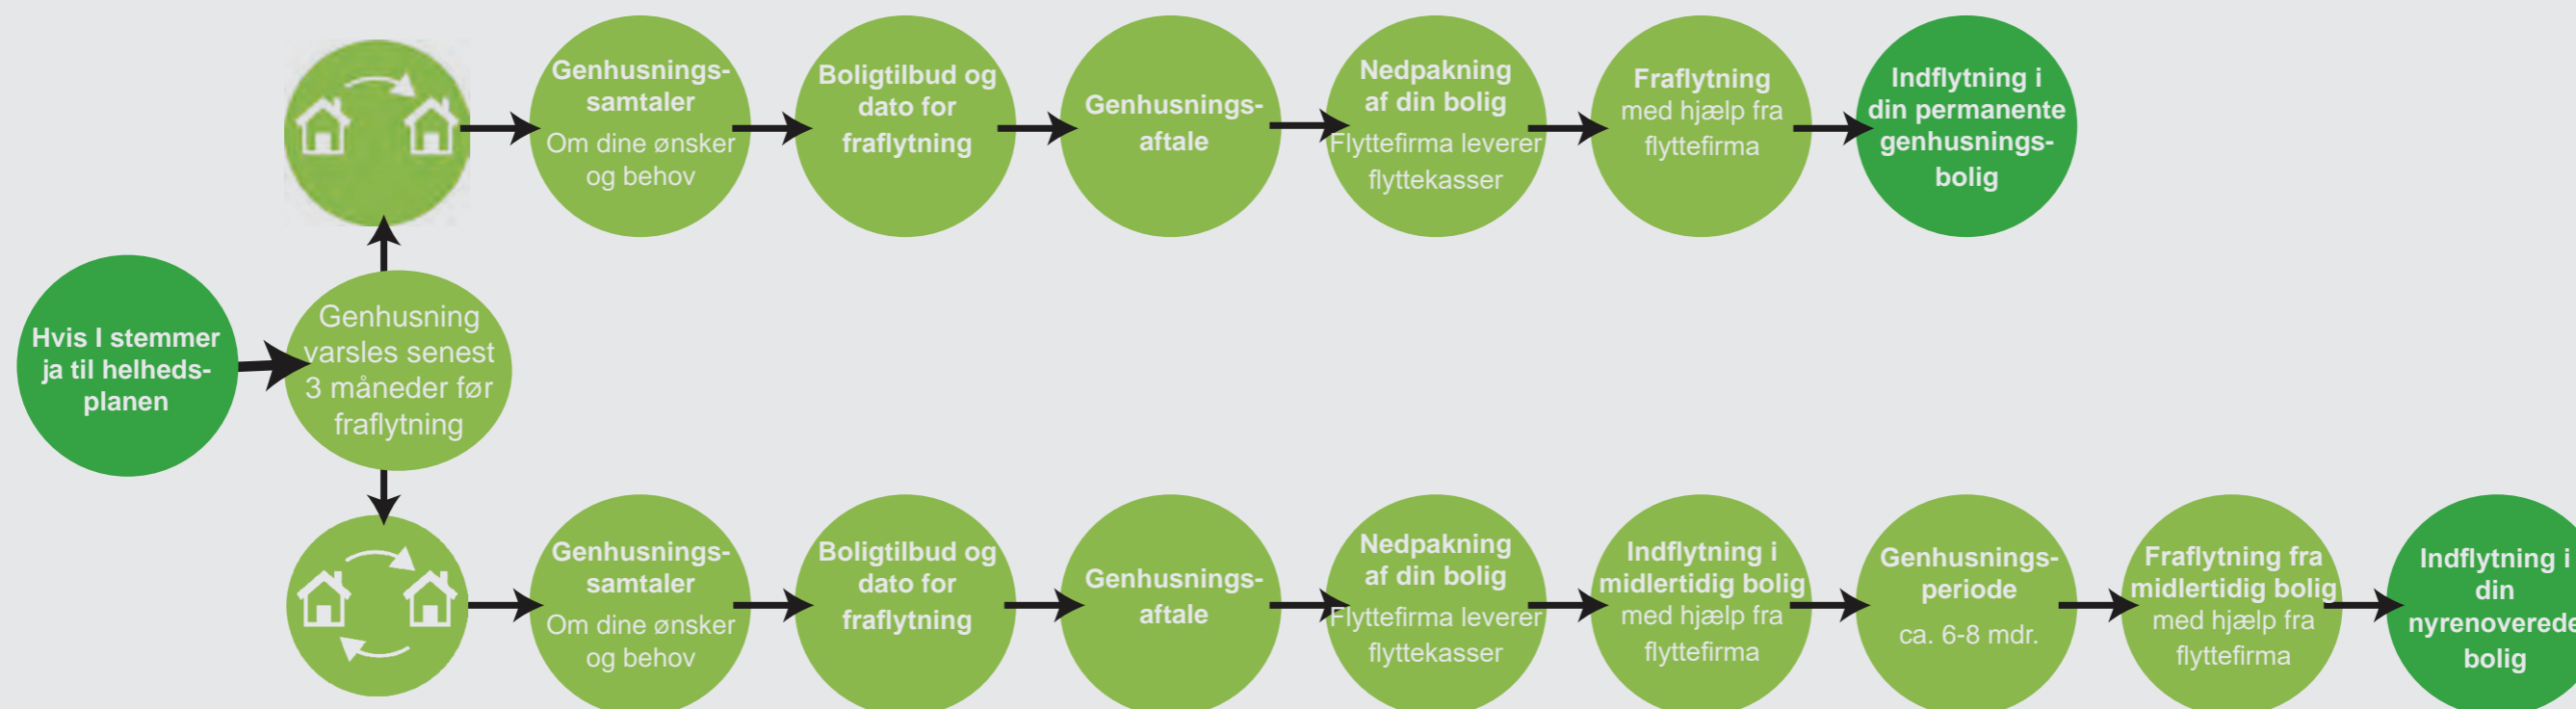 Hvis I stemmer
ja til helheds-
planen
Genhusning
varsles senest
3 måneder før
fraflytning
Genhusnings-
samtaler
Om dine ønsker
og behov
Boligtilbud og
dato for
fraflytning
Genhusnings-
aftale
Nedpakning
af din bolig
Flyttefirma leverer
flyttekasser
Fraflytning
med hjælp fra
flyttefirma
Indflytning i
din permanente
genhusnings-
bolig
Genhusnings-
samtaler
Om dine ønsker
og behov
Boligtilbud og
dato for
fraflytning
Genhusnings-
aftale
Nedpakning
af din bolig
Flyttefirma leverer
flyttekasser
Indflytning i
midlertidig bolig
med hjælp fra
flyttefirma
Genhusnings-
periode
ca. 6-8 mdr.
Fraflytning fra
midlertidig bolig
med hjælp fra
flyttefirma
Indflytning i
din
nyrenoverede
bolig